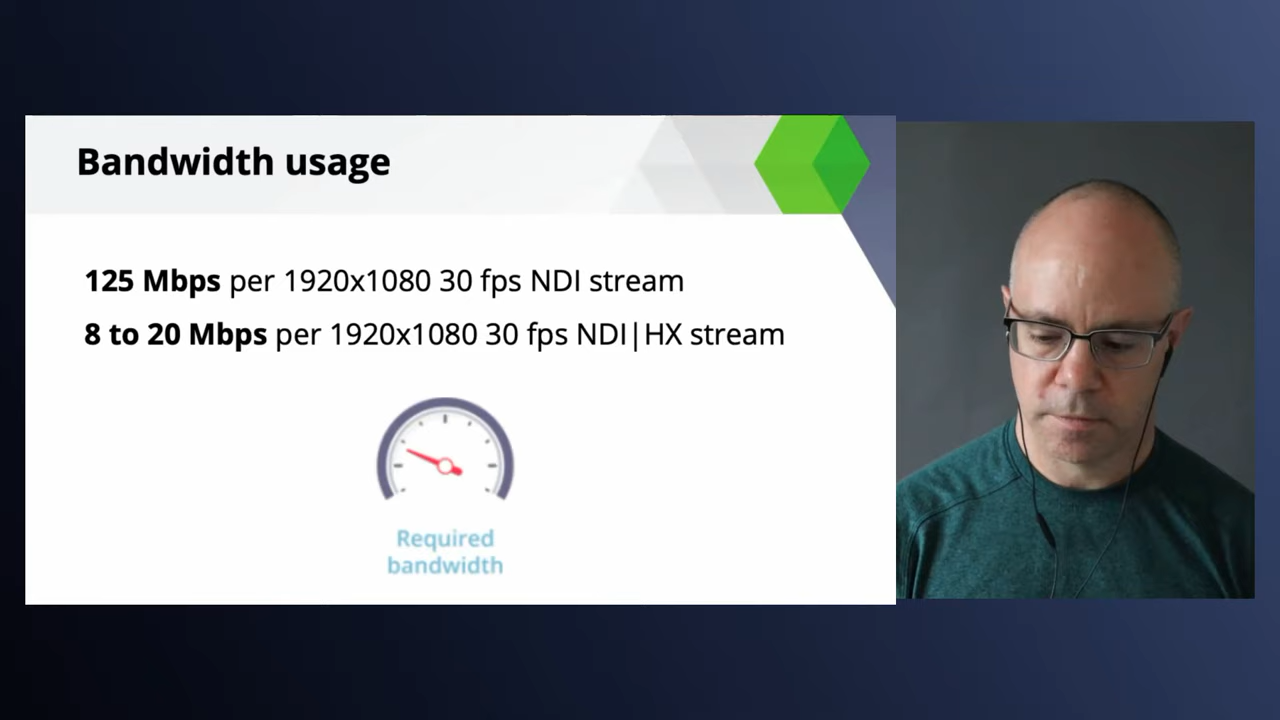 Bandwidth usage
125 Mbps per 1920x1080 30 fps NDI stream
8 to 20 Mbps per 1920x1080 30 fps NDI|HX stream
Required
bandwidth